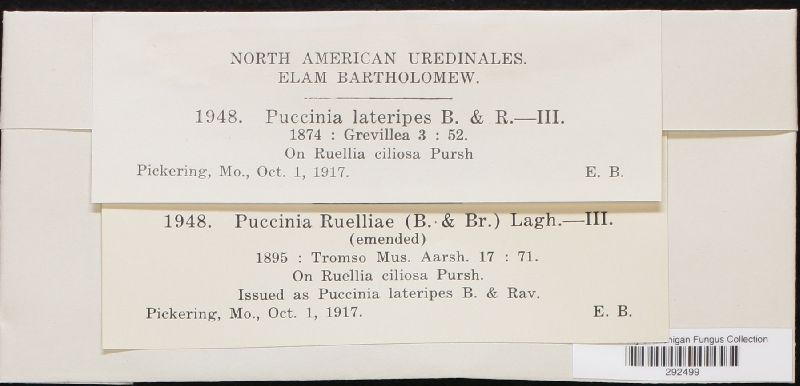 NORTH AMERICAN UREDINALES.
ELAM BARTHOLOMEW.
1948. Puccinia lateripes B. & R.—III.
1874 : Grevillea 3 : 52.
On Ruellia ciliosa Pursh
Pickering, Mo., Oct. 1, 1917. E. B.
1948. Puccinia Ruelliae (B. & Br.) Lagh.—III.
(emended)
1895 : Tromso Mus. Aarsh. 17 : 71.
On Ruellia ciliosa Pursh.
Issued as Puccinia lateripes B. & Rav.
Pickering, Mo., Oct. 1, 1917. E. B.
Fungus Collection
292499